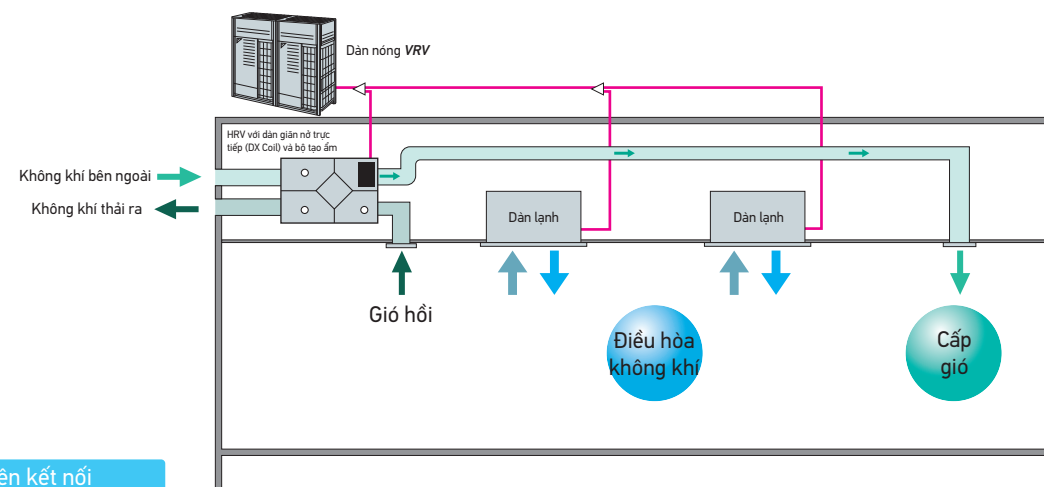 Dàn nóng VRV
HRV với dàn giãn nở trực
tiếp (DX Coil) và bộ tạo ẩm
Không khí bên ngoài
Không khí thải ra
Dàn lạnh
Dàn lạnh
Gió hồi
Điều hòa
không khí
Cấp
gió
kết nối